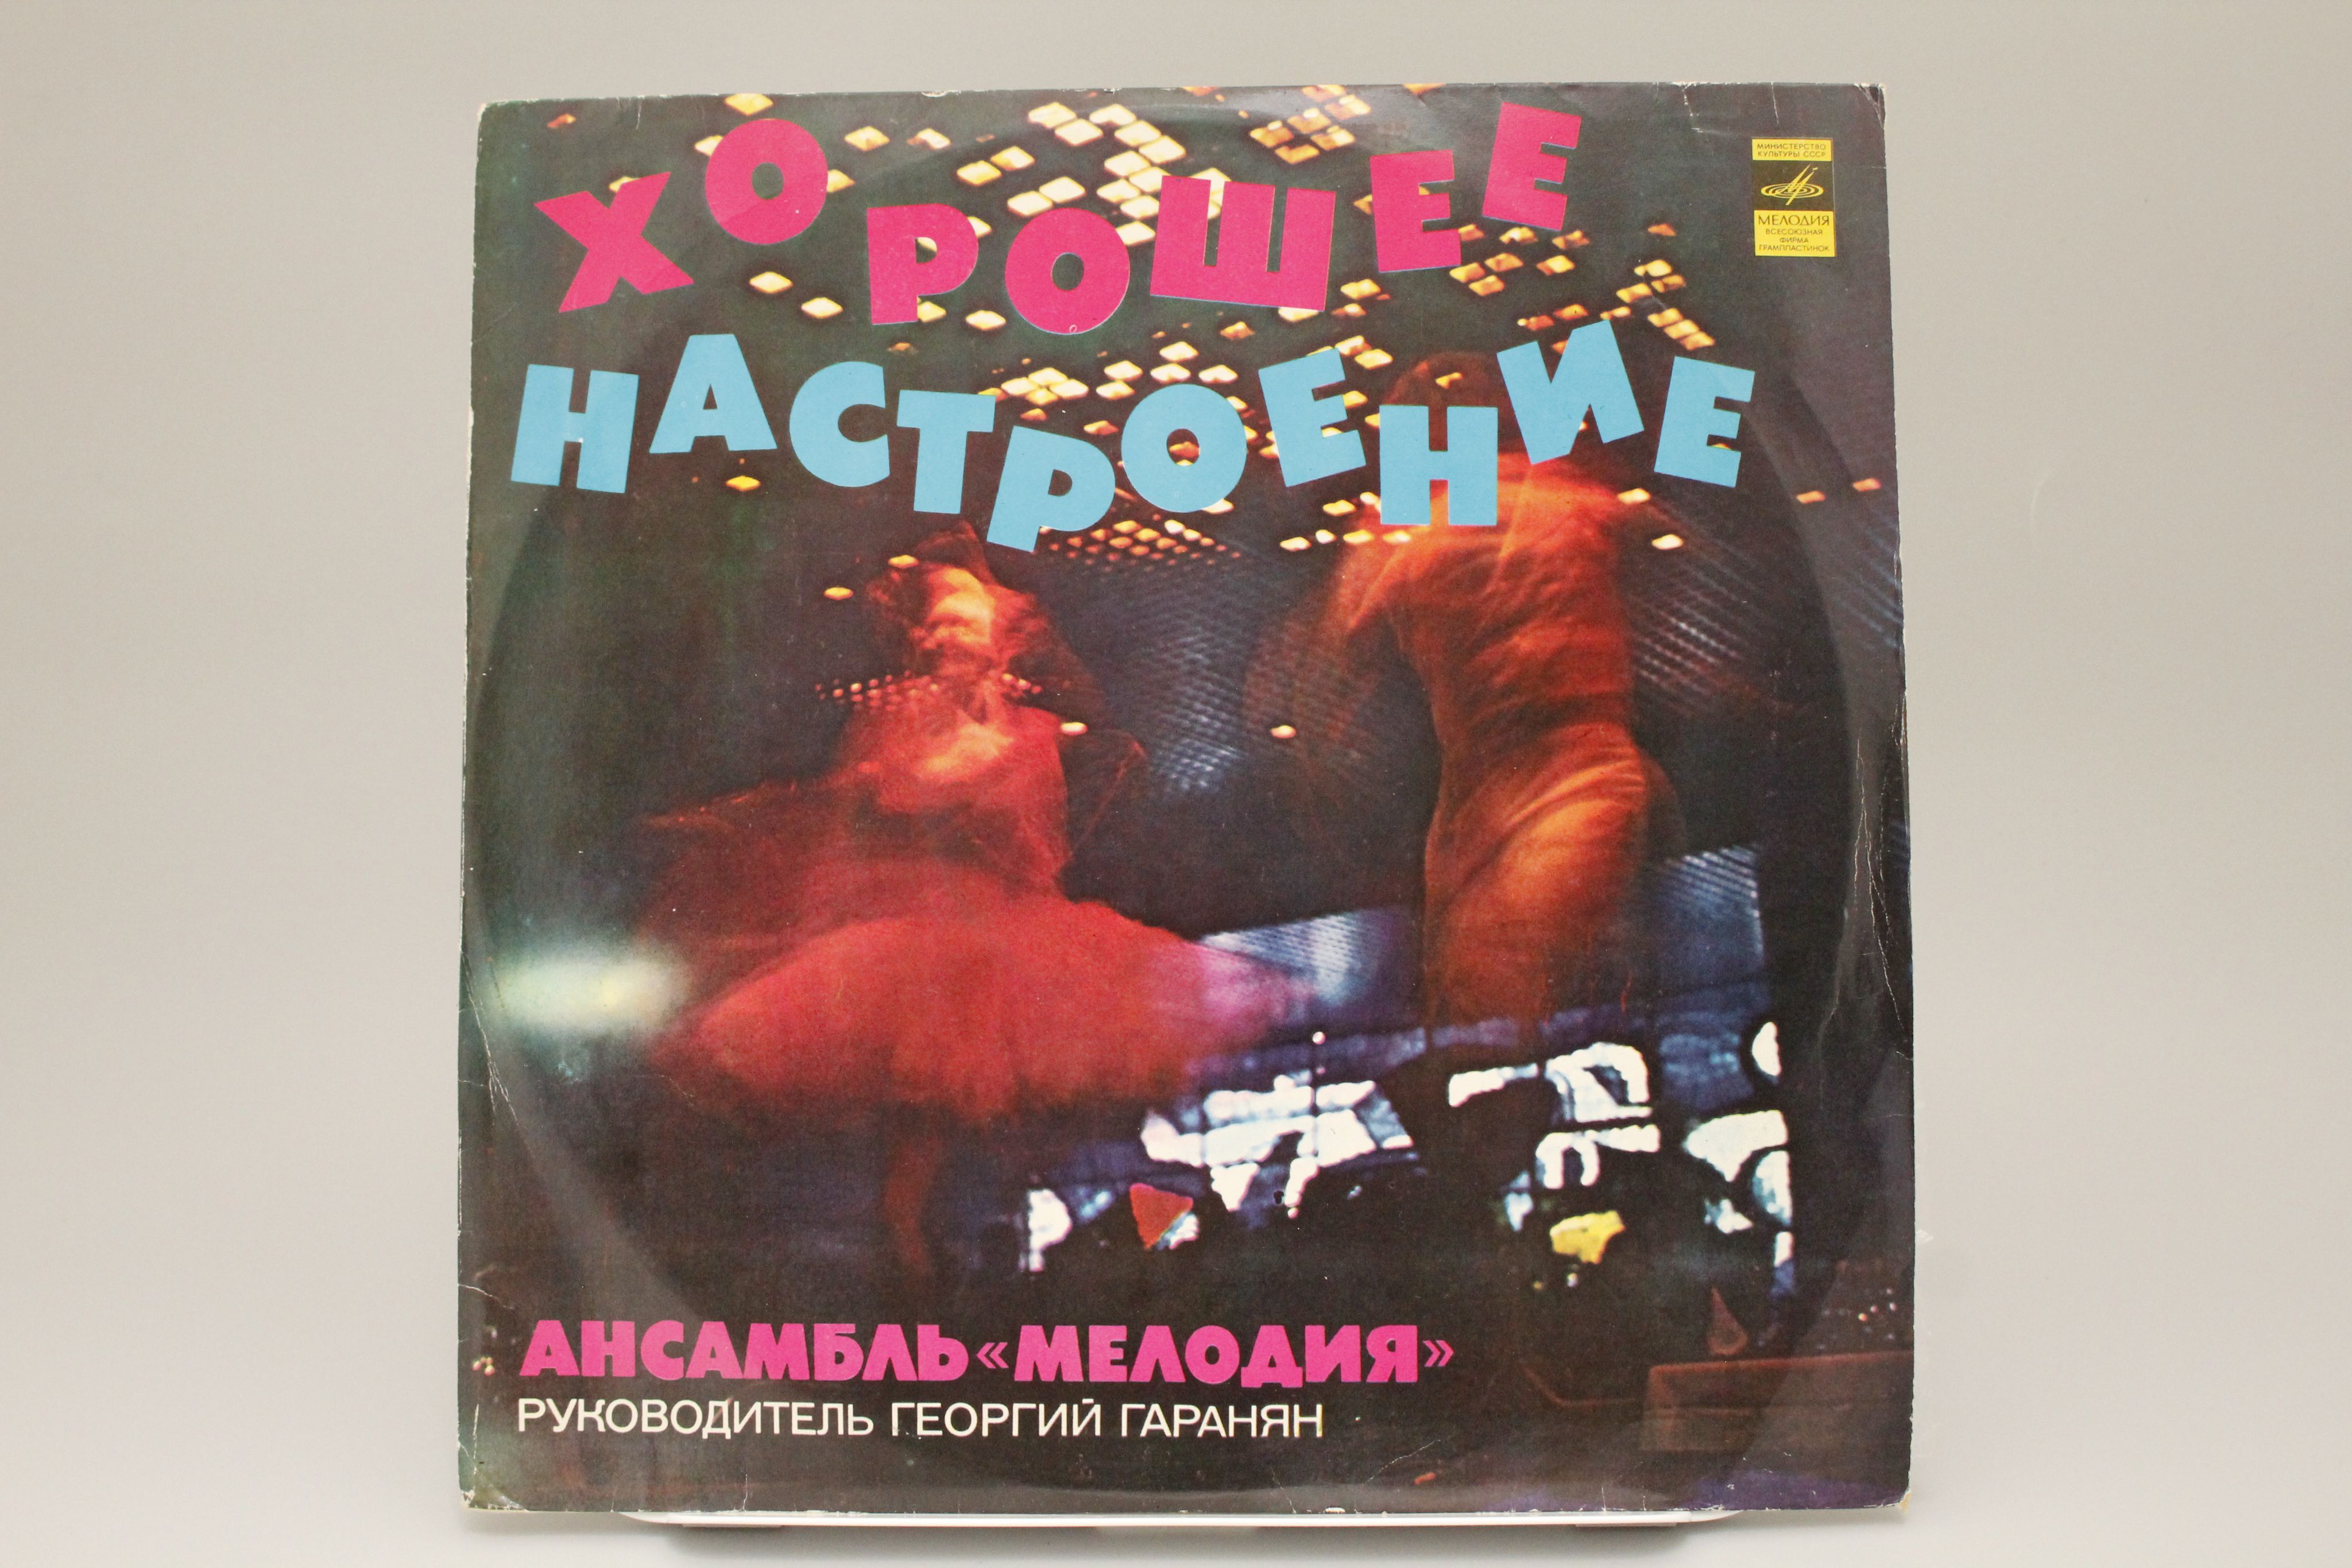 ХОРОШЕЕ
НАСТРОЕНИЕ
МИНИСТЕРСТВО
КУЛЬТУРЫ СССР
МЕЛОДИЯ
ВСЕСОЮЗНАЯ
ФИРМА
ГРАМПЛАСТИНОК
АНСАМБЛЬ «МЕЛОДИЯ»
РУКОВОДИТЕЛЬ ГЕОРГИЙ ГАРАНЯН